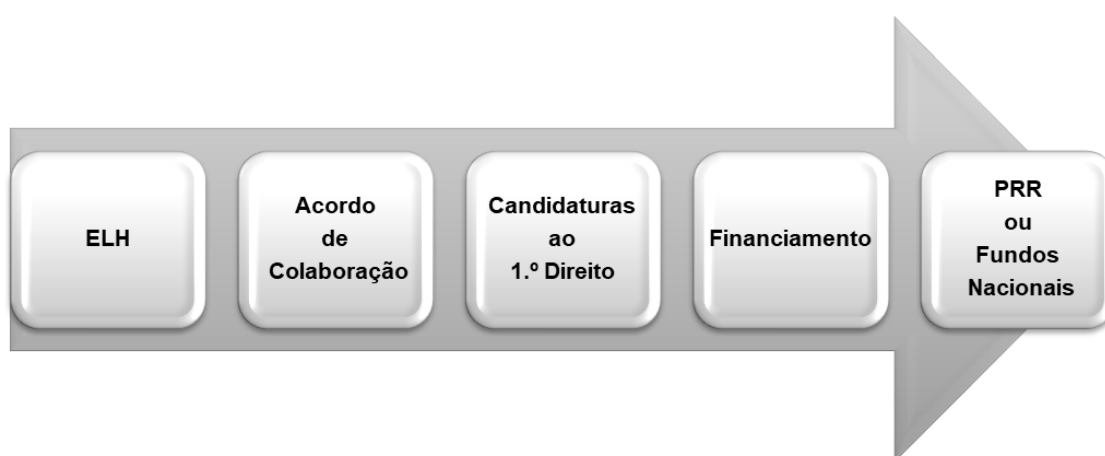 ELH
Acordo
de
Colaboração
Candidaturas
ao
1.º Direito
Financiamento
PRR
ou
Fundos
Nacionais